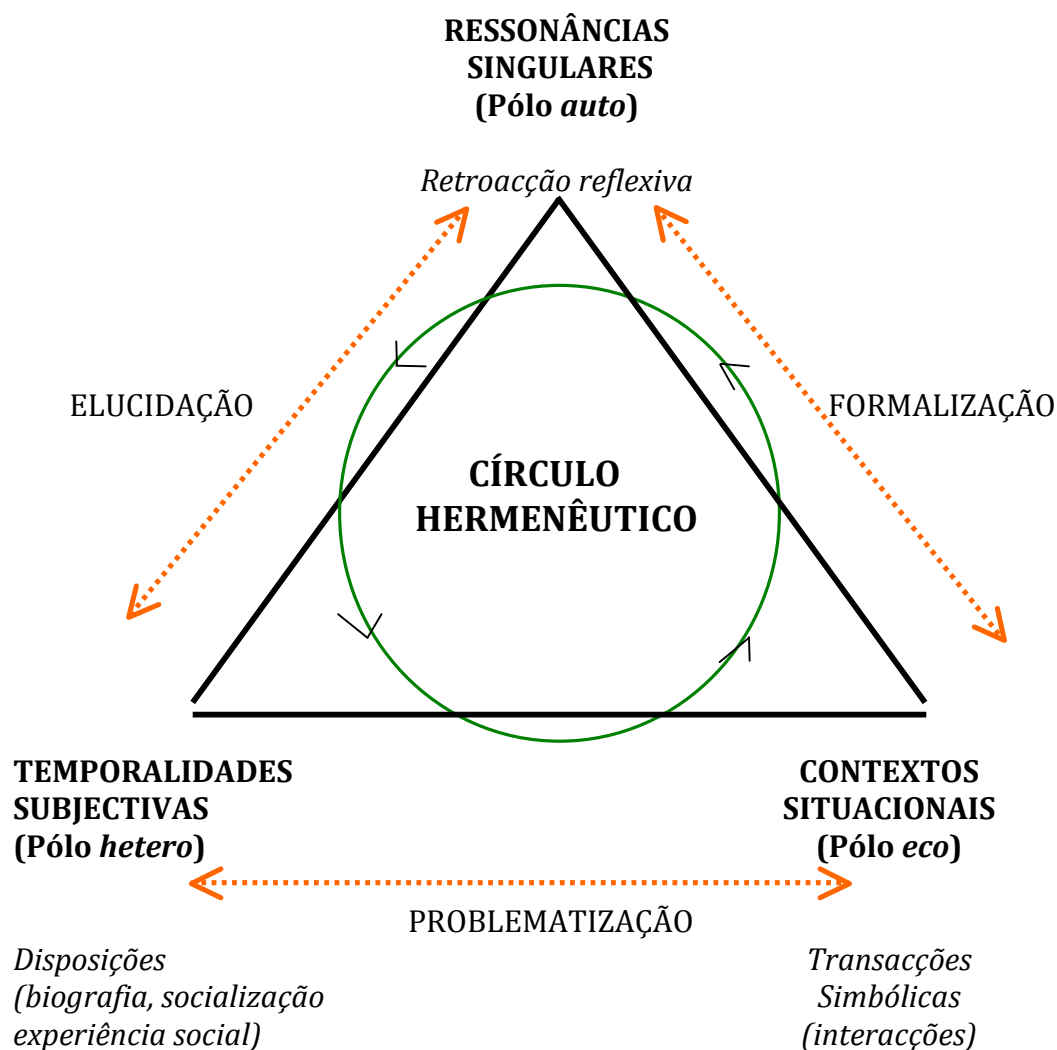 RESSONÂNCIAS
SINGULARES
(Pólo auto)
Retroacção reflexiva
ELUCIDAÇÃO
FORMALIZAÇÃO
CÍRCULO
HERMENÊUTICO
TEMPORALIDADES
SUBJECTIVAS
(Pólo hetero)
CONTEXTOS
SITUACIONAIS
(Pólo eco)
PROBLEMATIZAÇÃO
Disposições
(biografia, socialização
experiência social)
Transacções
Simbólicas
(interacções)